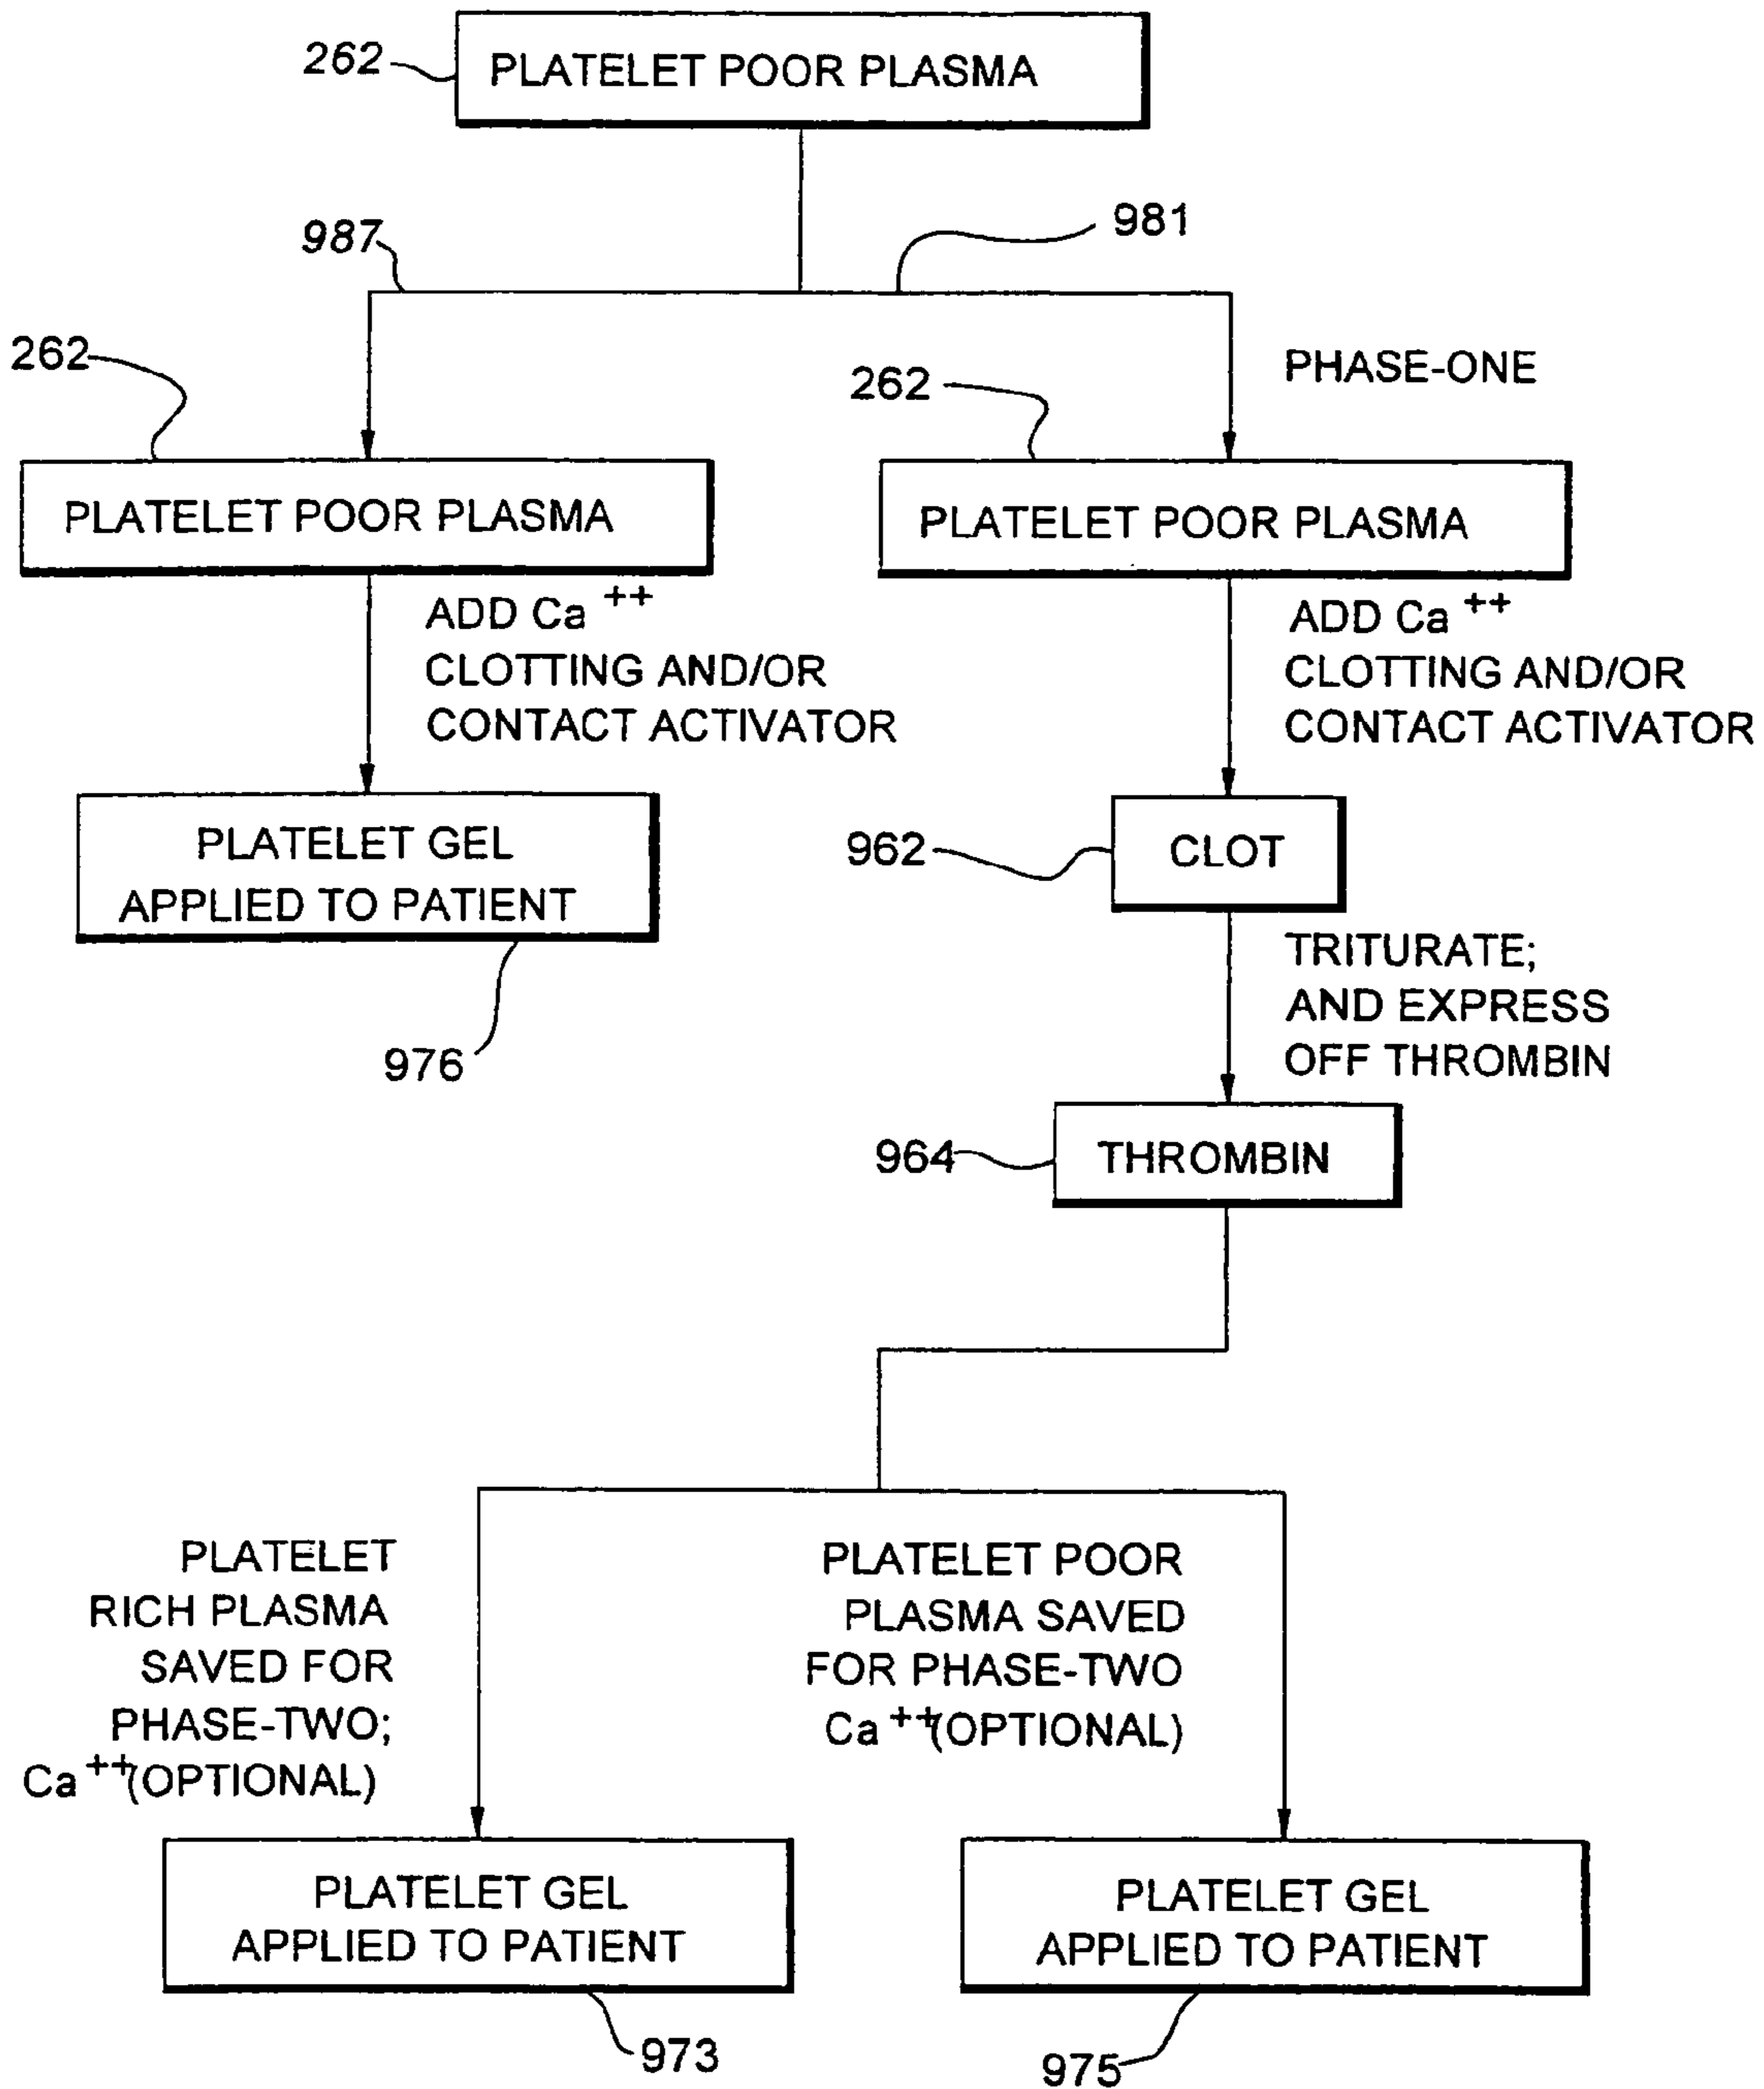 262
PLATELET POOR PLASMA
987
981
PHASE-ONE
262
262
PLATELET POOR PLASMA
PLATELET POOR PLASMA
ADD Ca ++
CLOTTING AND/OR
CONTACT ACTIVATOR
ADD Ca ++
CLOTTING AND/OR
CONTACT ACTIVATOR
PLATELET GEL
APPLIED TO PATIENT
976
962
CLOT
TRITURATE;
AND EXPRESS
OFF THROMBIN
964
THROMBIN
PLATELET
RICH PLASMA
SAVED FOR
PHASE-TWO;
Ca ++(OPTIONAL)
PLATELET POOR
PLASMA SAVED
FOR PHASE-TWO
Ca ++(OPTIONAL)
PLATELET GEL
APPLIED TO PATIENT
973
PLATELET GEL
APPLIED TO PATIENT
975